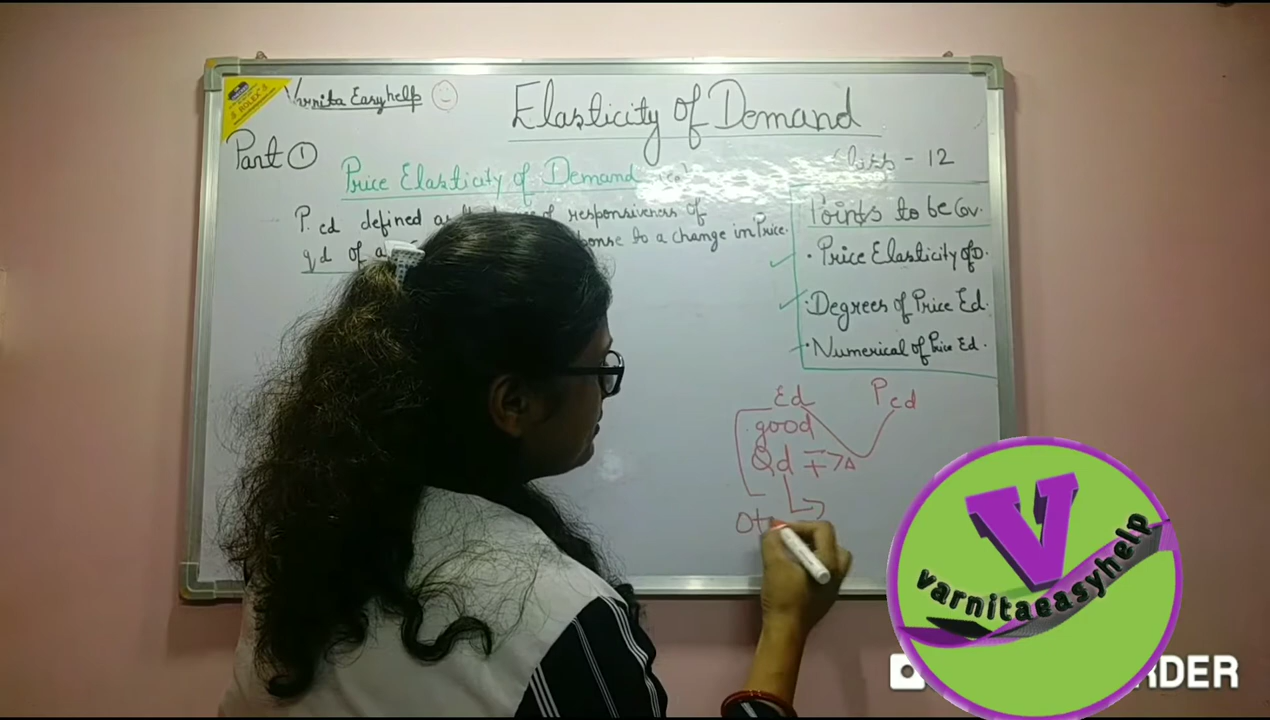 Varnita Easyhelp
Elasticity of Demand
Part ①
Class - 12
Price Elasticity of Demand
P.ed defined as of responsiveness of
qd of a to a change in Price.
Points to be Cov.
· Price Elasticity of D.
· Degrees of Price Ed.
· Numerical of Price Ed.
Ed Ped
good
Qd
V
varnitaeasyhelp
RDER